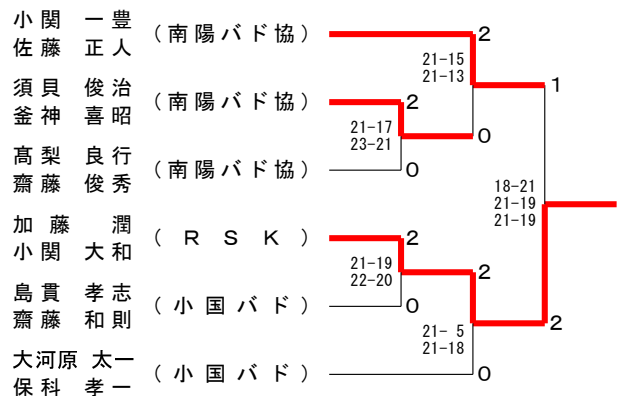 小関 一豊
佐藤 正人
(南陽バド協)
2
21-15
21-13
1
須貝 俊治
釜神 喜昭
(南陽バド協)
2
21-17
23-21
0
髙梨 良行
齋藤 俊秀
(南陽バド協)
0
18-21
21-19
21-19
加藤 潤
小関 大和
(RSK)
2
21-19
22-20
2
島貫 孝志
齋藤 和則
(小国バド)
0
2
21- 5
21-18
大河原 太一
保科 孝一
(小国バド)
0